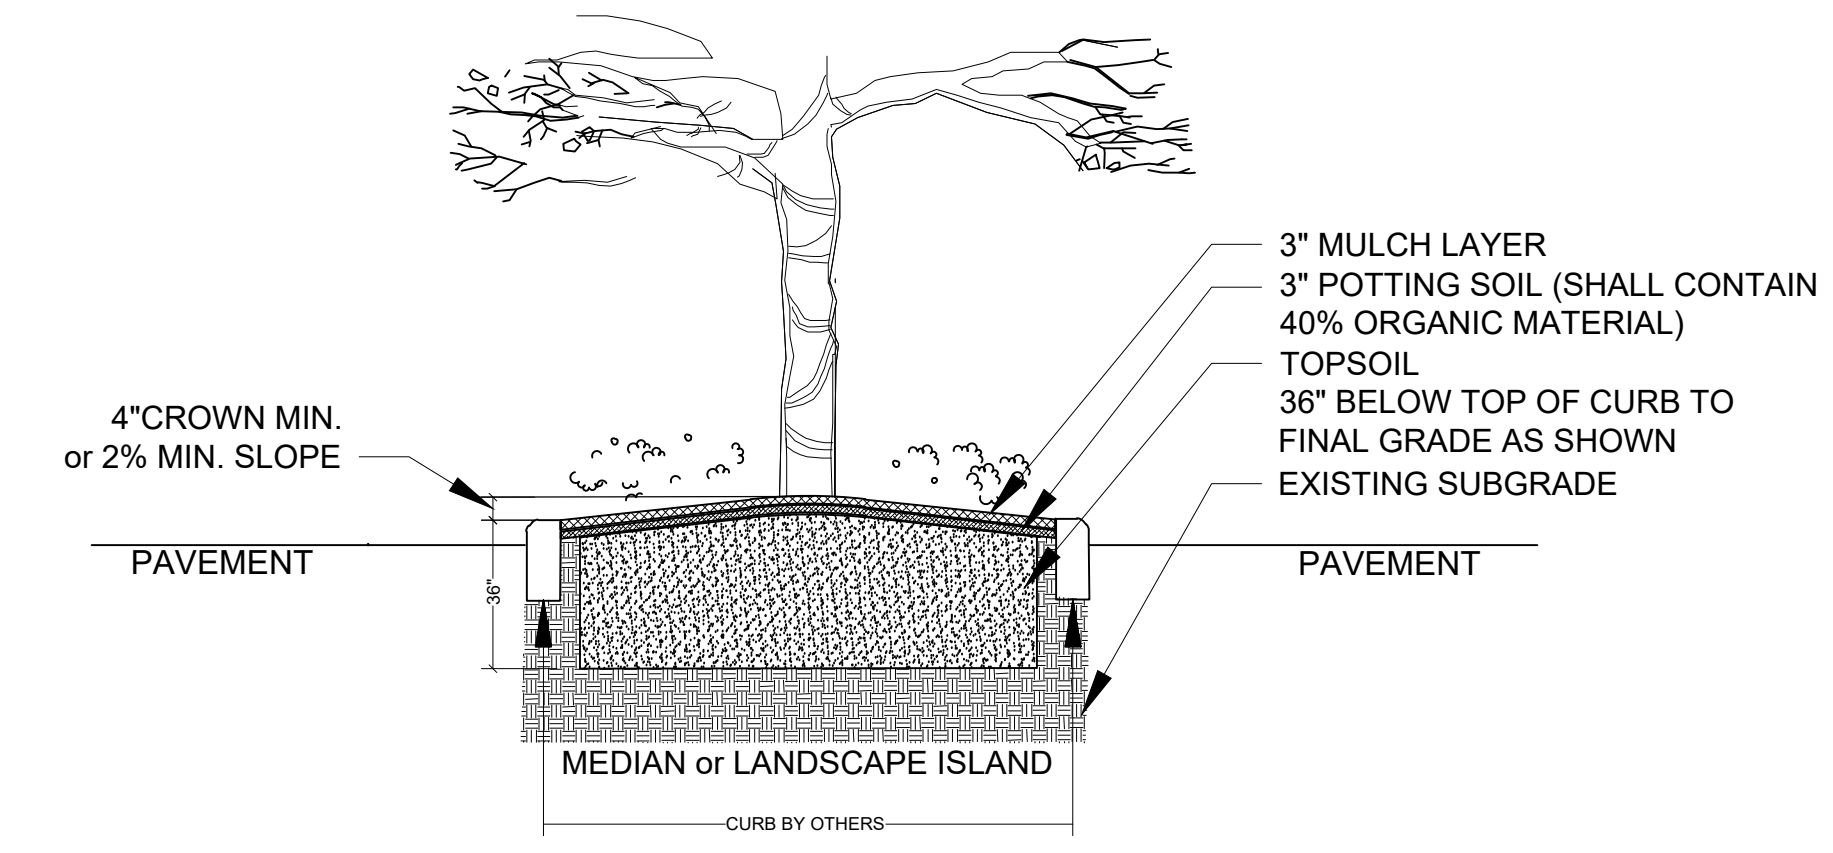 3" MULCH LAYER
3" POTTING SOIL (SHALL CONTAIN
40% ORGANIC MATERIAL)
TOPSOIL
36" BELOW TOP OF CURB TO
FINAL GRADE AS SHOWN
EXISTING SUBGRADE
4"CROWN MIN.
or 2% MIN. SLOPE
PAVEMENT
PAVEMENT
36"
MEDIAN or LANDSCAPE ISLAND
CURB BY OTHERS